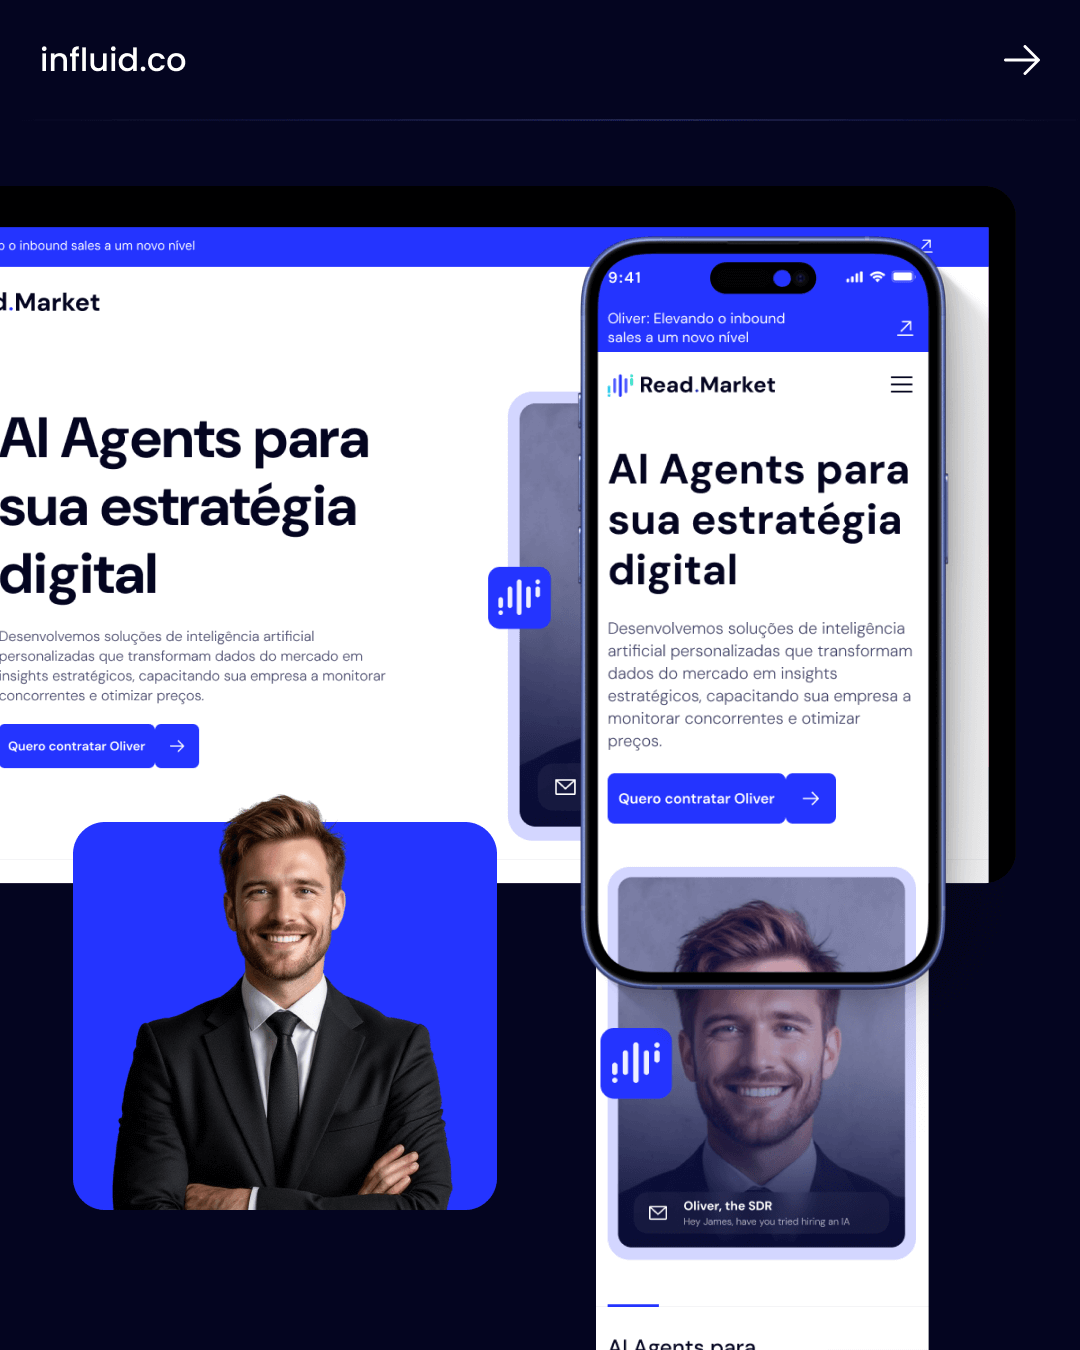 influid.co
o inbound sales a um novo nível
d.Market
AI Agents para
sua estratégia
digital
Desenvolvemos soluções de inteligência artificial
personalizadas que transformam dados do mercado em
insights estratégicos, capacitando sua empresa a monitorar
concorrentes e otimizar preços.
Quero contratar Oliver
9:41
Oliver: Elevando o inbound
sales a um novo nível
Read.Market
AI Agents para
sua estratégia
digital
Desenvolvemos soluções de inteligência
artificial personalizadas que transformam
dados do mercado em insights
estratégicos, capacitando sua empresa a
monitorar concorrentes e otimizar
preços.
Quero contratar Oliver
Oliver, the SDR
Hey James, have you tried hiring an IA
AI Agents para